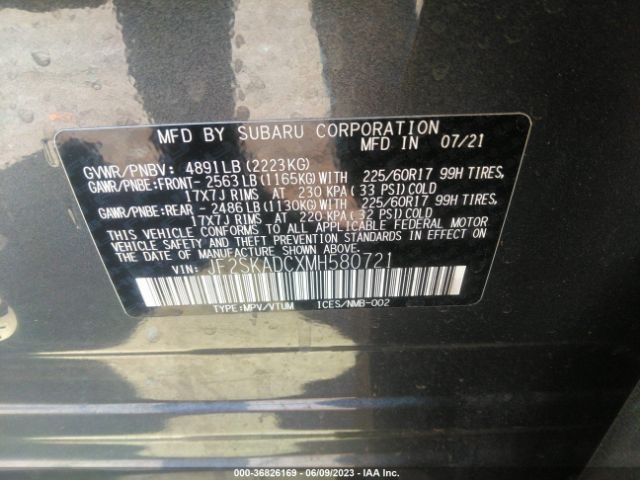 MFD BY SUBARU CORPORATION
MFD IN 07/21
GVWR/PNBV: 4891LB (2223KG)
GAWR/PNBE: FRONT- 2563LB (1165KG) WITH 225/60R17 99H TIRES,
17X7J RIMS AT 230 KPA (33 PSI) COLD
GAWR/PNBE: REAR - 2486LB (1130KG) WITH 225/60R17 99H TIRES,
17X7J RIMS AT 220 KPA (32 PSI) COLD
THIS VEHICLE CONFORMS TO ALL APPLICABLE FEDERAL MOTOR
VEHICLE SAFETY AND THEFT PREVENTION STANDARDS IN EFFECT ON
THE DATE OF MANUFACTURE SHOWN ABOVE.
VIN: JF2SKADCXMH580721
TYPE:MPV/VTUM ICES/NMB-002
000-36826169 - 06/09/2023 - IAA Inc.